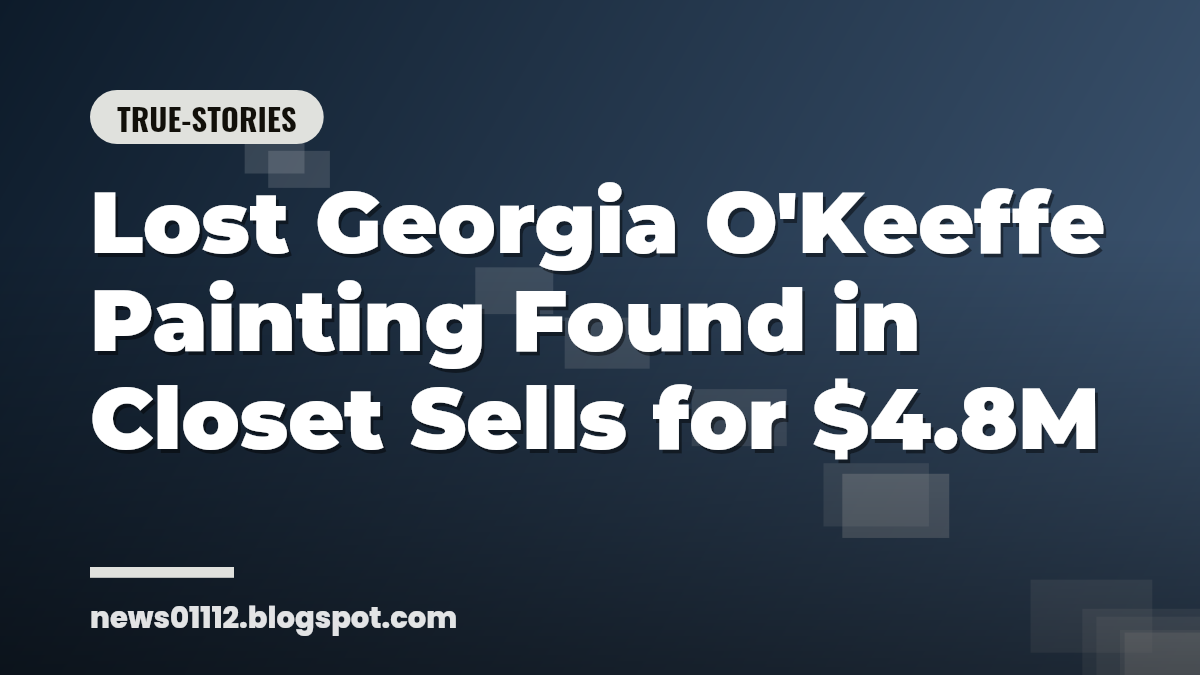 TRUE-STORIES
Lost Georgia O'Keeffe
Painting Found in
Closet Sells for $4.8M
news01112.blogspot.com